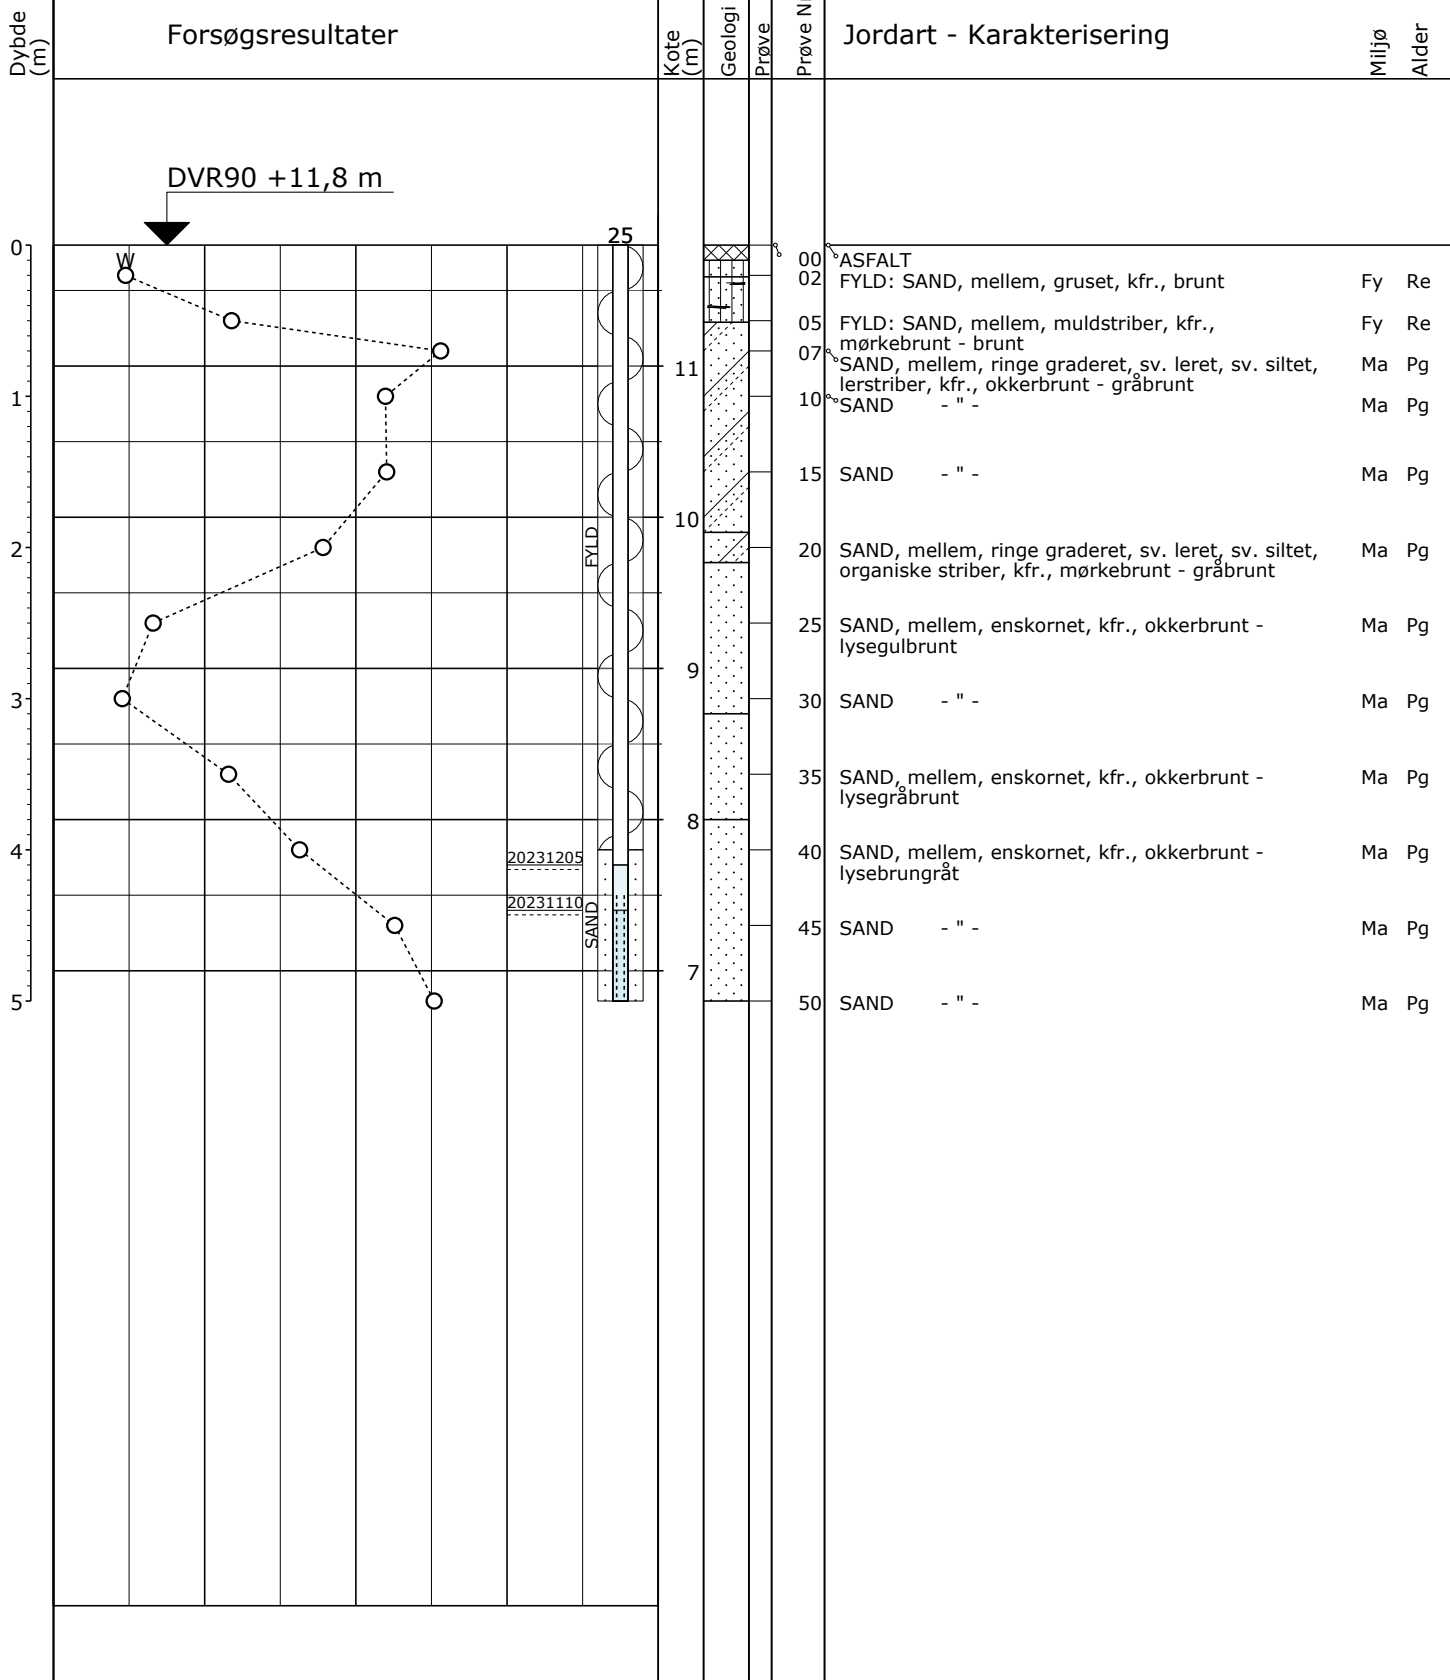 Dybde (m)
Forsøgsresultater
Kote (m)
Geologi
Prøve
Prøve Nr
Jordart - Karakterisering
Miljø
Alder
DVR90 +11,8 m
25
0
W
00 ASFALT
02 FYLD: SAND, mellem, gruset, kfr., brunt Fy Re
05 FYLD: SAND, mellem, muldstriber, kfr., Fy Re
mørkebrunt - brunt
07 SAND, mellem, ringe graderet, sv. leret, sv. siltet, Ma Pg
11
lerstriber, kfr., okkerbrunt - gråbrunt
1
10 SAND - " - Ma Pg
15 SAND - " - Ma Pg
10
FYLD
2
20 SAND, mellem, ringe graderet, sv. leret, sv. siltet, Ma Pg
organiske striber, kfr., mørkebrunt - gråbrunt
25 SAND, mellem, enskornet, kfr., okkerbrunt - Ma Pg
lysegulbrunt
9
3
30 SAND - " - Ma Pg
35 SAND, mellem, enskornet, kfr., okkerbrunt - Ma Pg
lysegråbrunt
8
4
40 SAND, mellem, enskornet, kfr., okkerbrunt - Ma Pg
20231205
lysebrungråt
20231110
SAND
45 SAND - " - Ma Pg
7
5
50 SAND - " - Ma Pg